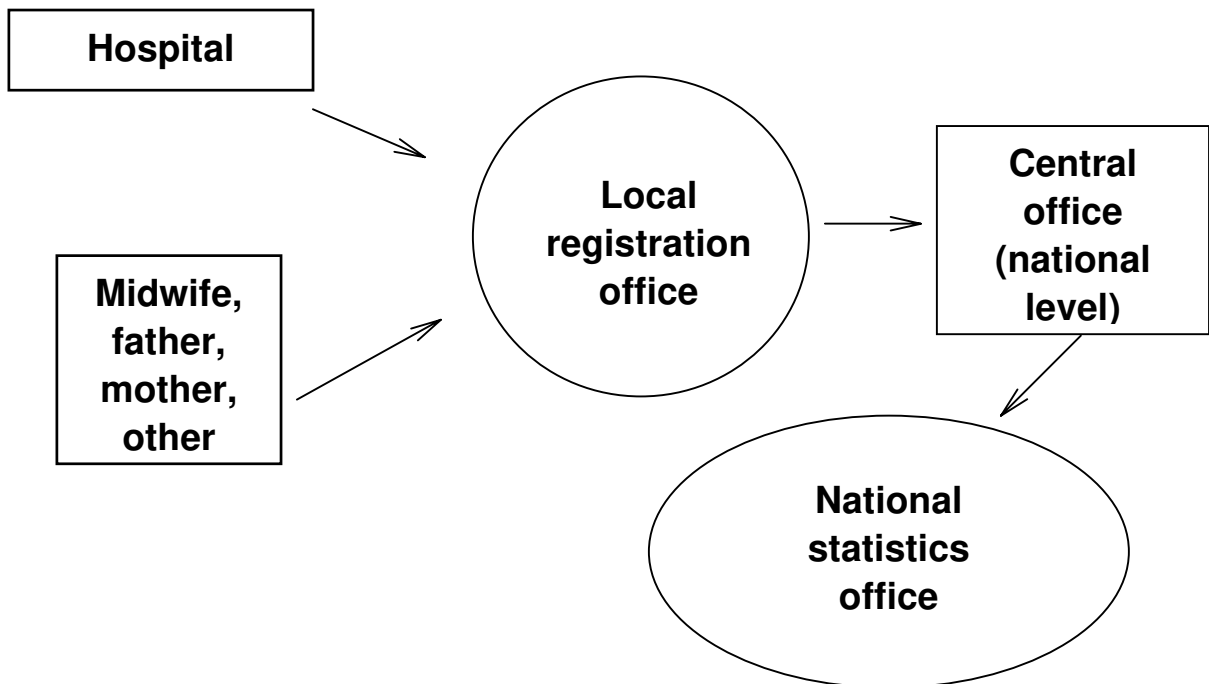 Hospital
Local
registration
office
Central
office
(national
level)
Midwife,
father,
mother,
other
National
statistics
office